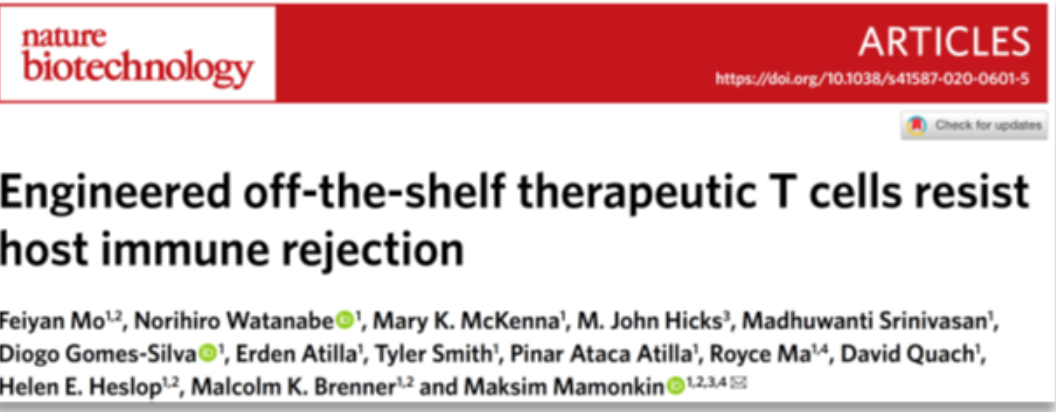 nature
biotechnology
ARTICLES
https://doi.org/10.1038/s41587-020-0601-5
Check for updates
Engineered off-the-shelf therapeutic T cells resist
host immune rejection
Feiyan Mo1,2, Norihiro Watanabe1, Mary K. McKenna1, M. John Hicks3, Madhuwanti Srinivasan1,
Diogo Gomes-Silva1, Erden Atilla1, Tyler Smith1, Pinar Ataca Atilla1, Royce Ma1,4, David Quach1,
Helen E. Heslop1,2, Malcolm K. Brenner1,2 and Maksim Mamonkin1,2,3,4